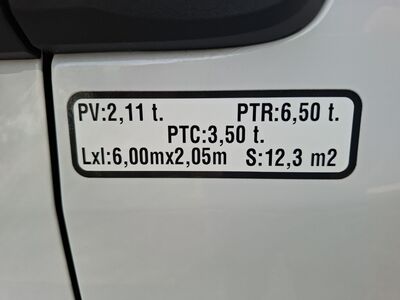 PV:2,11 t. PTR:6,50 t.
PTC:3,50 t.
Lxl:6,00mx2,05m S:12,3 m2